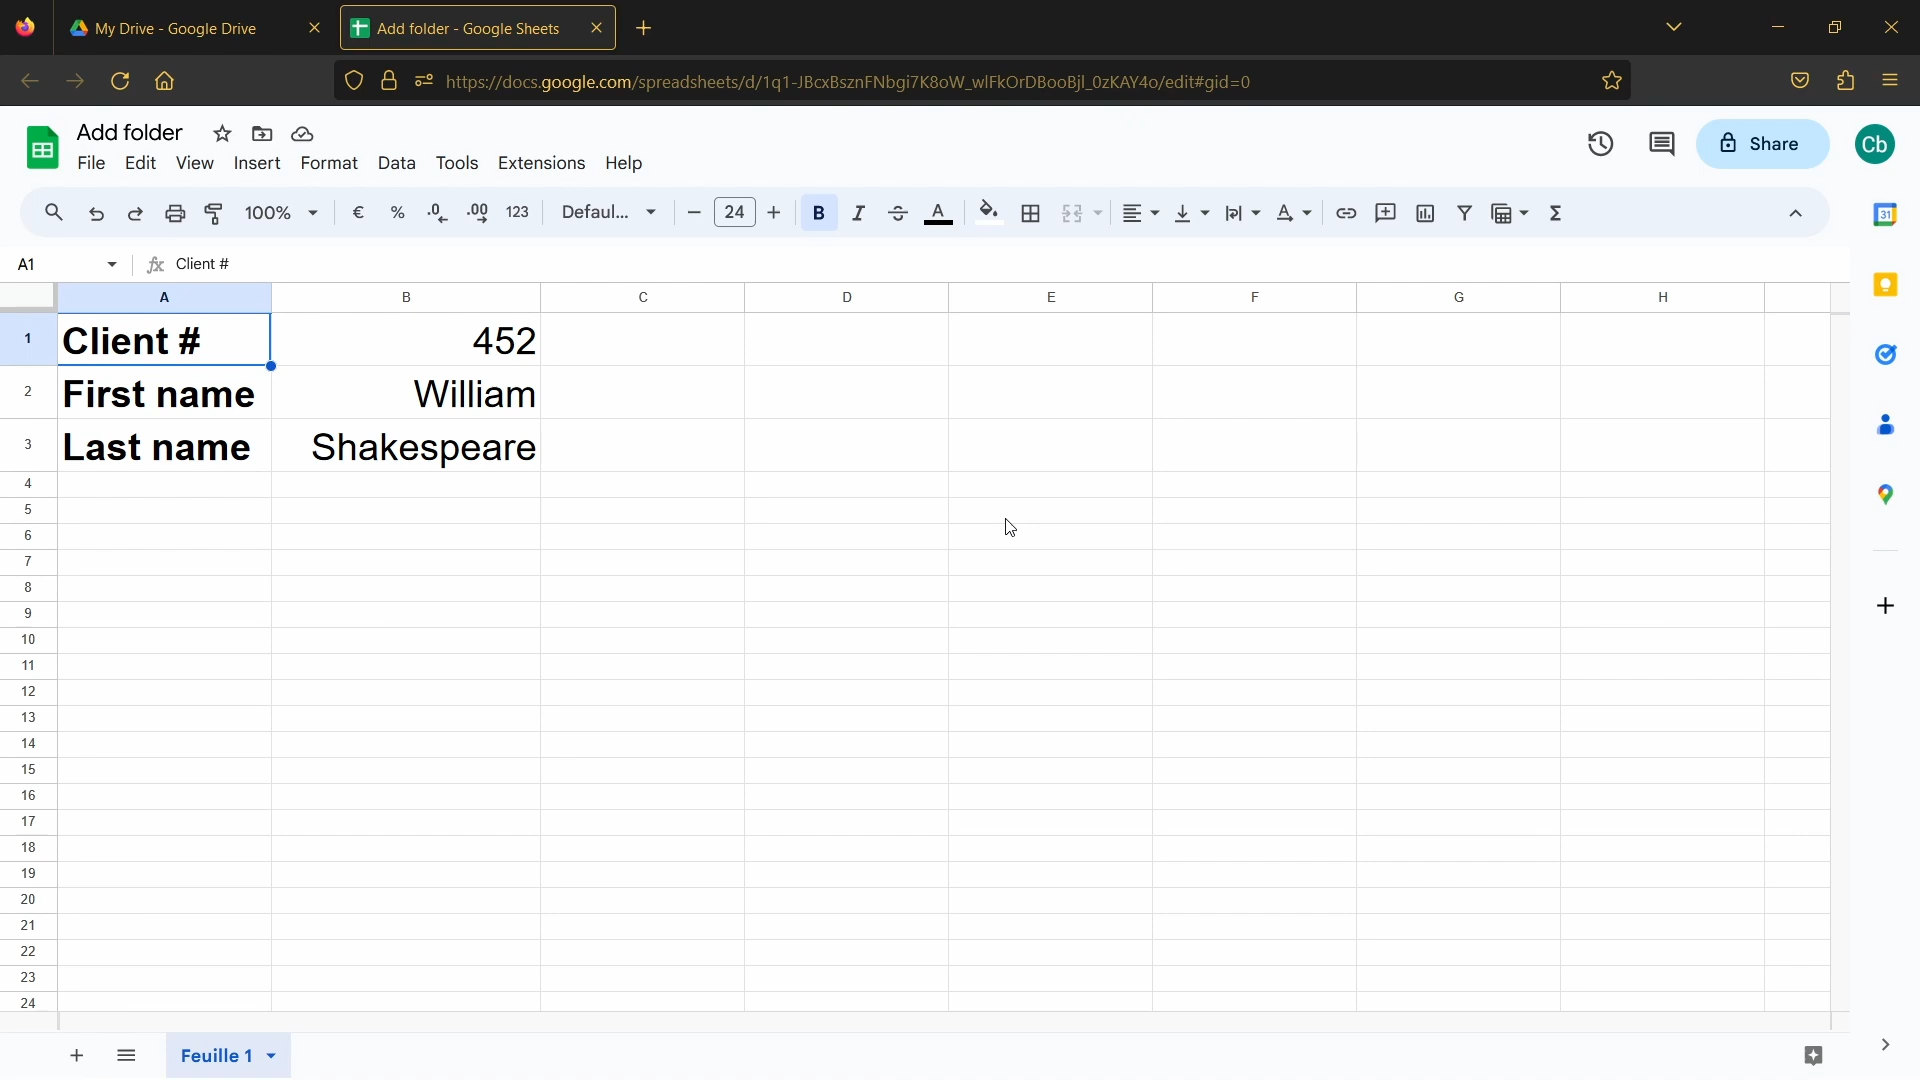 My Drive - Google Drive
Add folder - Google Sheets
https://docs.google.com/spreadsheets/d/1q1-JBcxBsznFNbgi7K8oW_wlFkOrDBooBjl_0zKAY4o/edit#gid=0
Add folder
File Edit View Insert Format Data Tools Extensions Help
Share
Cb
100% € % .0 .00 123 Defaul... 24 B I A A Σ
31
A1 fx Client #
A B C D E F G H
1 Client # 452
2 First name William
3 Last name Shakespeare
4
5
6
7
8
9
10
11
12
13
14
15
16
17
18
19
20
21
22
23
24
Feuille 1